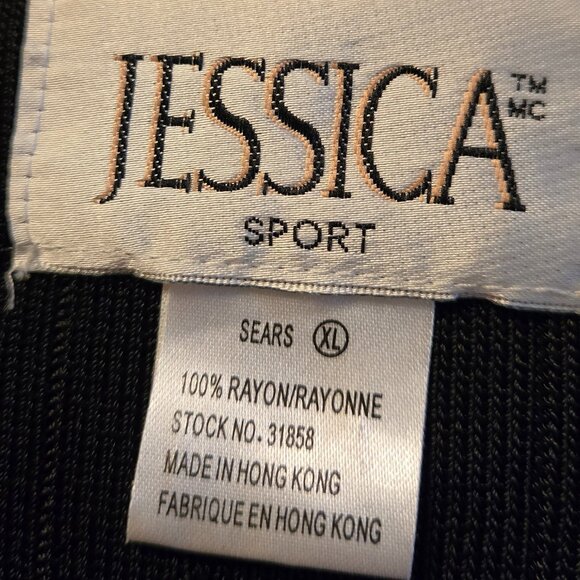 JESSICA TM MC
SPORT
SEARS XL
100% RAYON/RAYONNE
STOCK NO. 31858
MADE IN HONG KONG
FABRIQUE EN HONG KONG